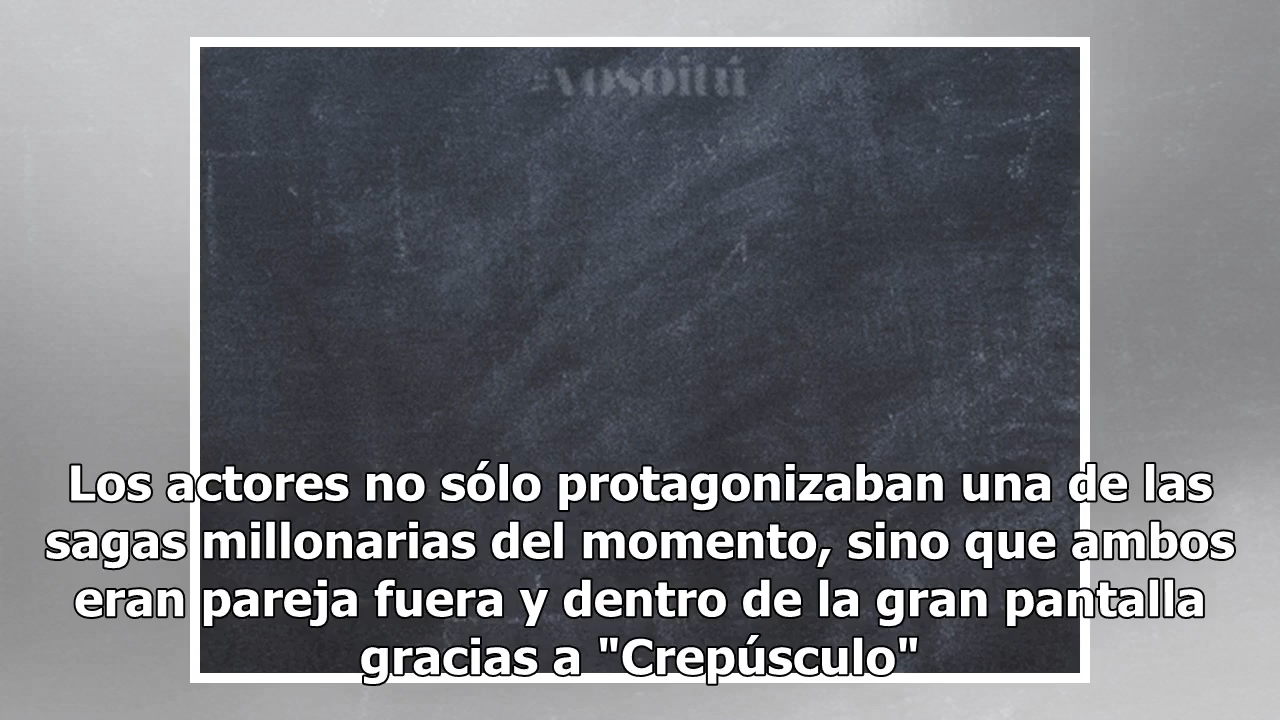 Los actores no sólo protagonizaban una de las
sagas millonarias del momento, sino que ambos
eran pareja fuera y dentro de la gran pantalla
gracias a "Crepúsculo"